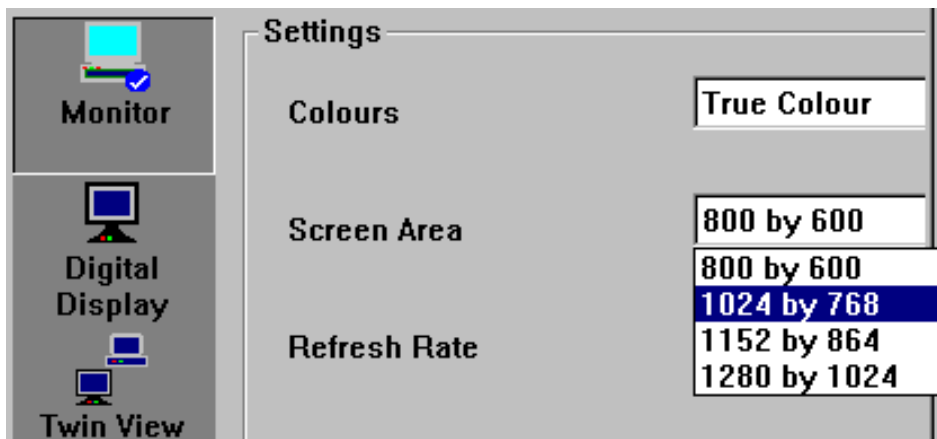 Monitor
Digital
Display
Twin View
Settings
Colours
True Colour
Screen Area
800 by 600
800 by 600
1024 by 768
1152 by 864
1280 by 1024
Refresh Rate